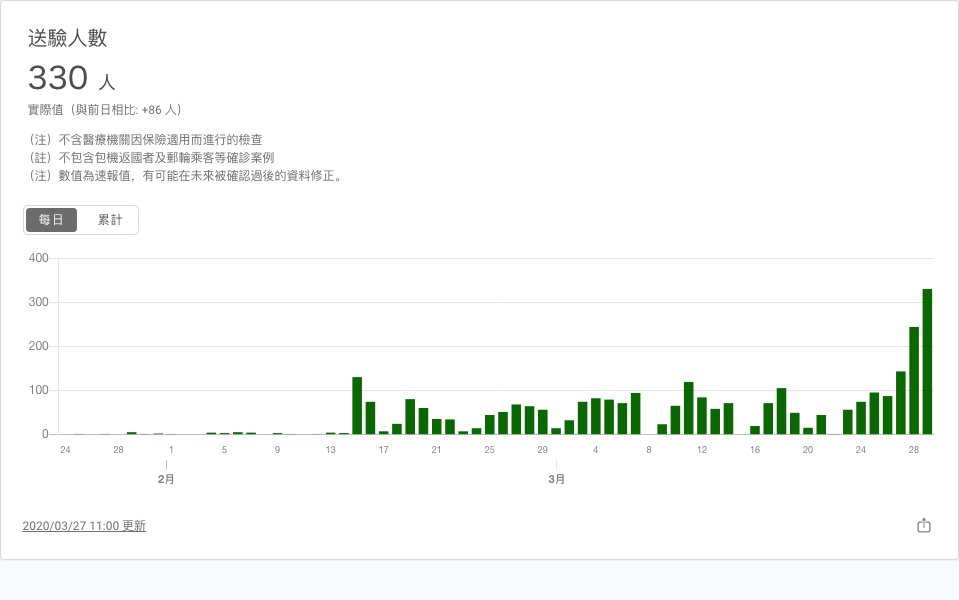 送驗人數
330 人
實際值（與前日相比: +86 人）
（注）不含醫療機關因保險適用而進行的檢查
（註）不包含包機返國者及郵輪乘客等確診案例
（注）數值為速報值，有可能在未來被確認過後的資料修正。
每日 累計
400
300
200
100
0
24 28 1 5 9 13 17 21 25 29 4 8 12 16 20 24 28
2月 3月
2020/03/27 11:00 更新